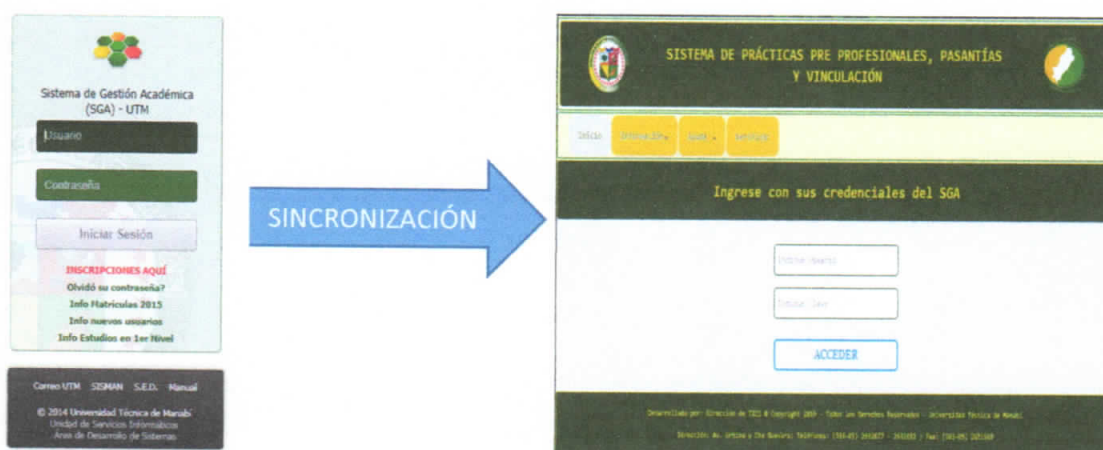 Sistema de Gestión Académica
(SGA) - UTM
Usuario
Contraseña
Iniciar Sesión
INSCRIPCIONES AQUÍ
Olvidó su contraseña?
Info Matriculas 2015
Info nuevos usuarios
Info Estudios en 1er Nivel
Correo UTM SISMAN S.E.D. Manual
© 2014 Universidad Técnica de Manabí
Unidad de Servicios Informáticos
Área de Desarrollo de Sistemas
SINCRONIZACIÓN
SISTEMA DE PRÁCTICAS PRE PROFESIONALES, PASANTÍAS
Y VINCULACIÓN
Inicio
Ingrese con sus credenciales del SGA
ACCEDER